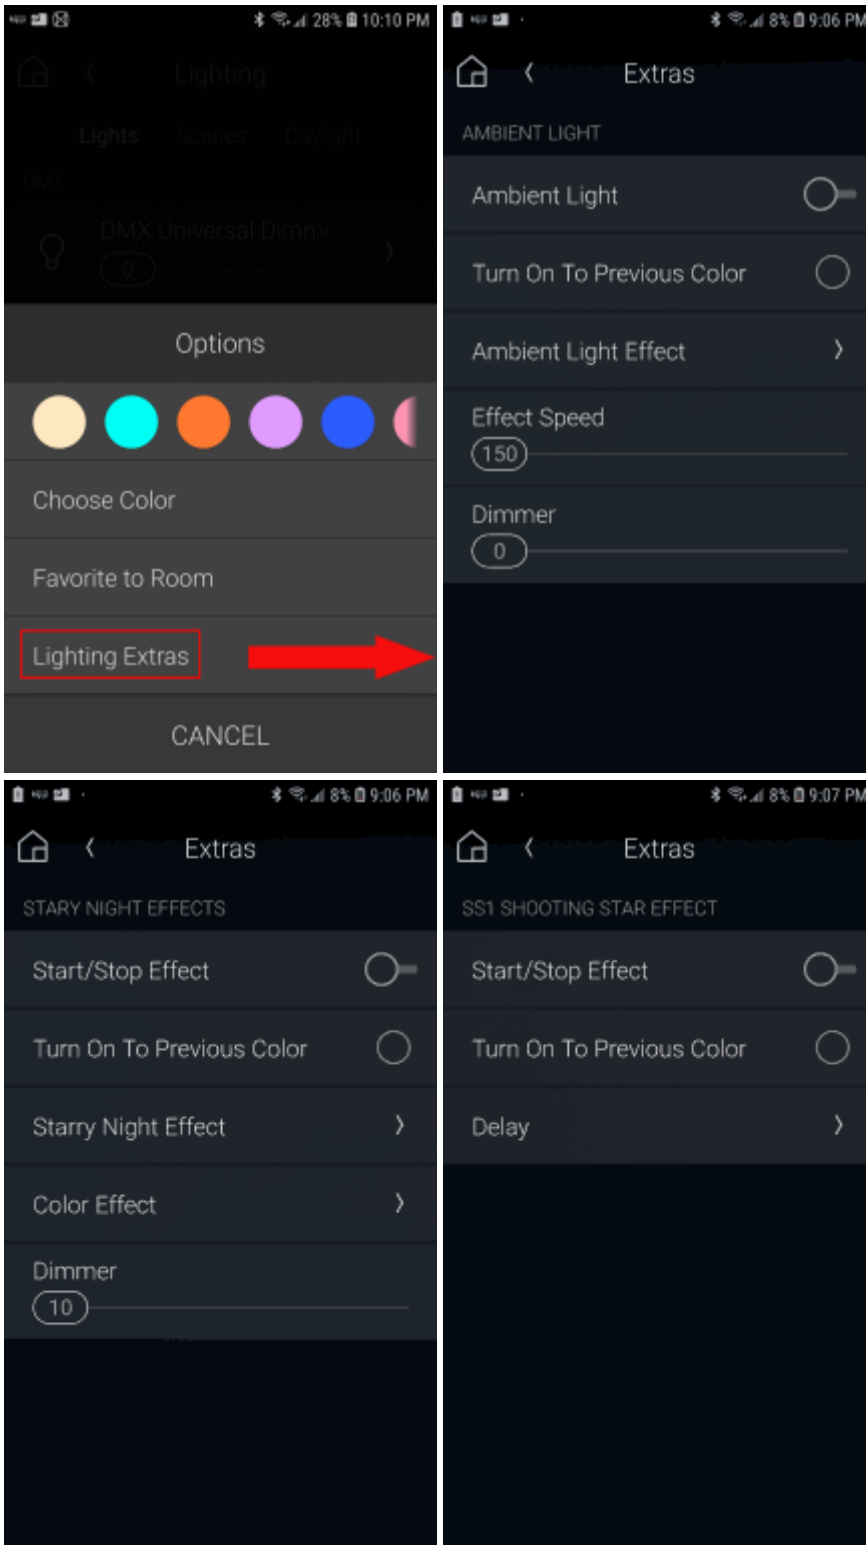 28% 10:10 PM
Lighting
Lights Scenes Daylight
DMX
DMX Universal Dimme
0
Options
Choose Color
Favorite to Room
Lighting Extras
CANCEL
8% 9:06 PM
Extras
AMBIENT LIGHT
Ambient Light
Turn On To Previous Color
Ambient Light Effect
Effect Speed
150
Dimmer
0
8% 9:06 PM
Extras
STARY NIGHT EFFECTS
Start/Stop Effect
Turn On To Previous Color
Starry Night Effect
Color Effect
Dimmer
10
8% 9:07 PM
Extras
SS1 SHOOTING STAR EFFECT
Start/Stop Effect
Turn On To Previous Color
Delay